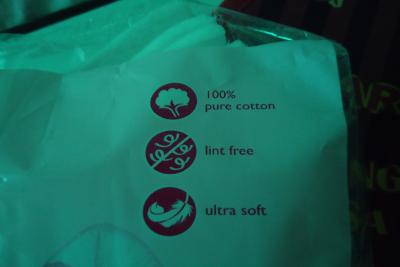 100%
pure cotton
lint free
ultra soft